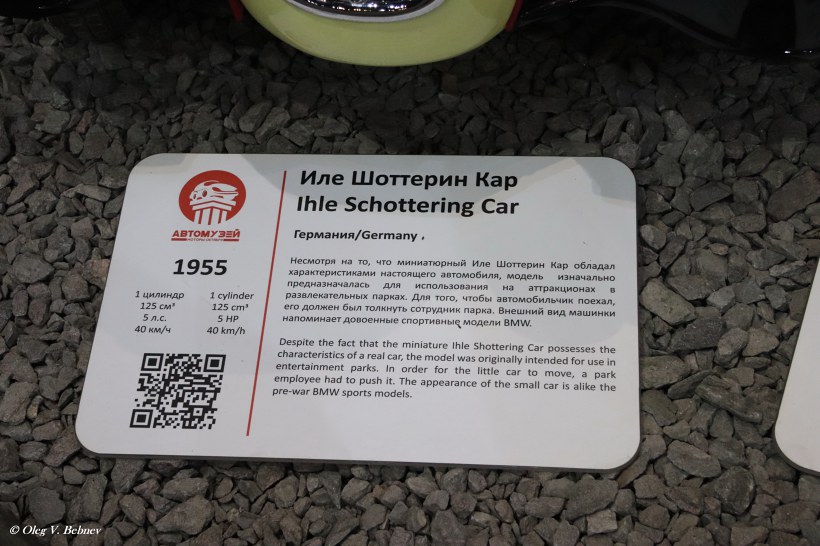 Иле Шоттерин Кар
Ihle Schottering Car
Германия/Germany
АВТОМУЗЕЙ
МОТОРЫ ОКТЯБРЯ
1955
1 цилиндр 1 cylinder
125 см³ 125 cm³
5 л.с. 5 HP
40 км/ч 40 km/h
Несмотря на то, что миниатюрный Иле Шоттерин Кар обладал
характеристиками настоящего автомобиля, модель изначально
предназначалась для использования на аттракционах в
развлекательных парках. Для того, чтобы автомобильчик поехал,
его должен был толкнуть сотрудник парка. Внешний вид машинки
напоминает довоенные спортивные модели BMW.
Despite the fact that the miniature Ihle Shottering Car possesses the
characteristics of a real car, the model was originally intended for use in
entertainment parks. In order for the little car to move, a park
employee had to push it. The appearance of the small car is alike the
pre-war BMW sports models.
© Oleg V. Bebnev